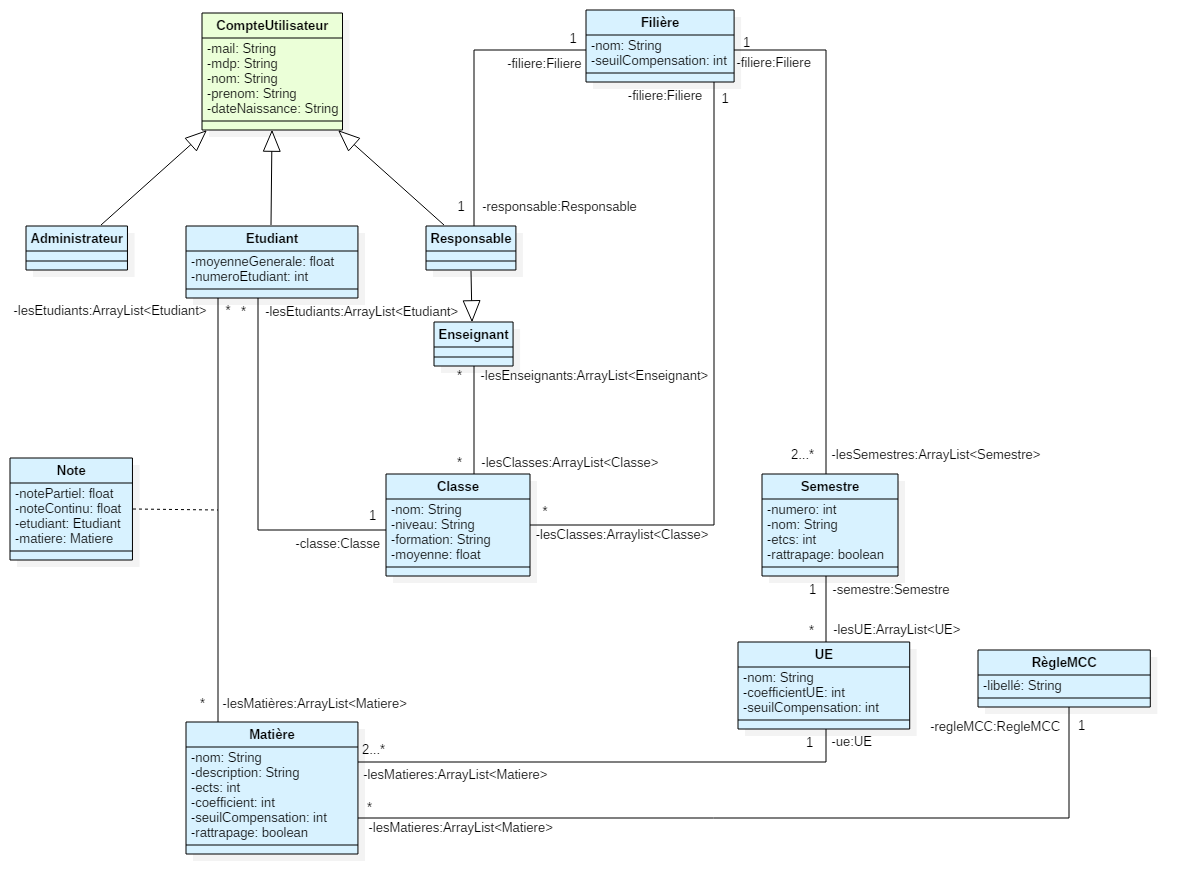 CompteUtilisateur
-mail: String
-mdp: String
-nom: String
-prenom: String
-dateNaissance: String
Filière
-nom: String
-seuilCompensation: int
1
-filiere:Filiere
1
-filiere:Filiere
-filiere:Filiere
1
1
-responsable:Responsable
Administrateur
Etudiant
-moyenneGenerale: float
-numeroEtudiant: int
Responsable
-lesEtudiants:ArrayList<Etudiant>
*
*
-lesEtudiants:ArrayList<Etudiant>
Enseignant
*
-lesEnseignants:ArrayList<Enseignant>
*
-lesClasses:ArrayList<Classe>
2...*
-lesSemestres:ArrayList<Semestre>
Note
-notePartiel: float
-noteContinu: float
-etudiant: Etudiant
-matiere: Matiere
Classe
-nom: String
-niveau: String
-formation: String
-moyenne: float
1
-classe:Classe
*
-lesClasses:Arraylist<Classe>
Semestre
-numero: int
-nom: String
-etcs: int
-rattrapage: boolean
1
-semestre:Semestre
*
-lesUE:ArrayList<UE>
UE
-nom: String
-coefficientUE: int
-seuilCompensation: int
RègleMCC
-libellé: String
*
-lesMatières:ArrayList<Matiere>
1
-ue:UE
-regleMCC:RegleMCC
1
Matière
-nom: String
-description: String
-ects: int
-coefficient: int
-seuilCompensation: int
-rattrapage: boolean
2...*
-lesMatieres:ArrayList<Matiere>
*
-lesMatieres:ArrayList<Matiere>